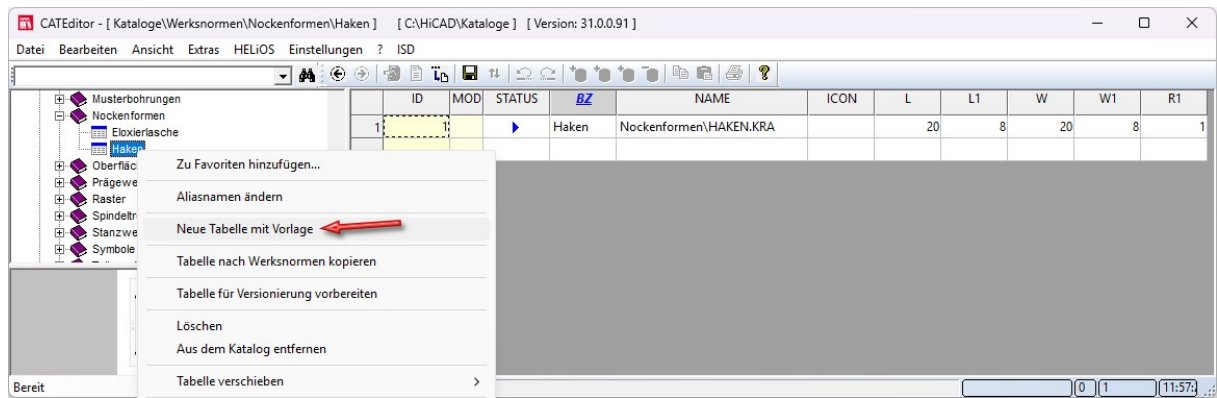 CATEditor - [ Kataloge\Werksnormen\Nockenformen\Haken ] [ C:\HiCAD\Kataloge ] [ Version: 31.0.0.91 ]
Datei Bearbeiten Ansicht Extras HELiOS Einstellungen ? ISD
Musterbohrungen
Nockenformen
Eloxierlasche
Haken
Oberfläc
Prägewe
Raster
Spindeltr
Stanzwe
Symbole
ID MOD STATUS BZ NAME ICON L L1 W W1 R1
1 1 Haken Nockenformen\HAKEN.KRA 20 8 20 8 1
Zu Favoriten hinzufügen...
Aliasnamen ändern
Neue Tabelle mit Vorlage
Tabelle nach Werksnormen kopieren
Tabelle für Versionierung vorbereiten
Löschen
Aus dem Katalog entfernen
Tabelle verschieben
Bereit 0 1 11:57: